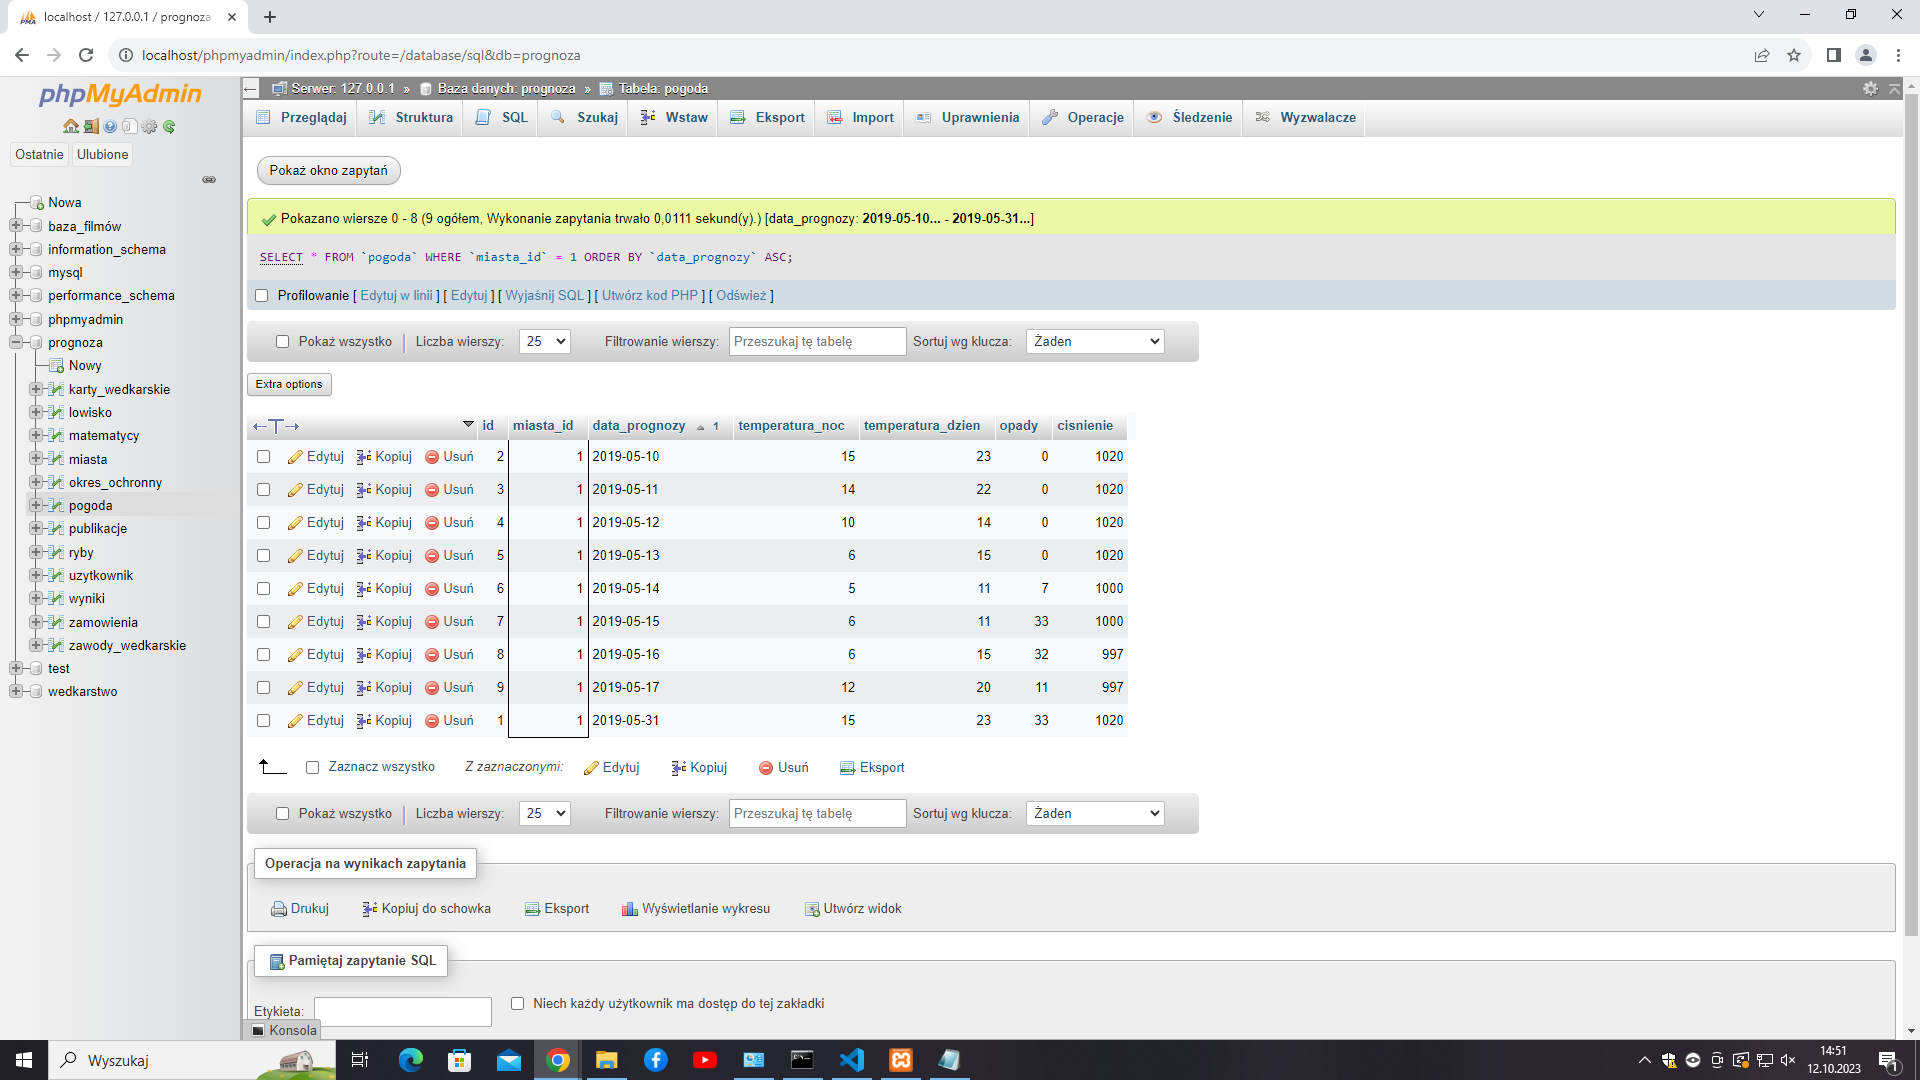 localhost / 127.0.0.1 / prognoza
localhost/phpmyadmin/index.php?route=/database/sql&db=prognoza
phpMyAdmin
Ostatnie Ulubione
Nowa
baza_filmów
information_schema
mysql
performance_schema
phpmyadmin
prognoza
Nowy
karty_wedkarskie
lowisko
matematycy
miasta
okres_ochronny
pogoda
publikacje
ryby
uzytkownik
wyniki
zamowienia
zawody_wedkarskie
test
wedkarstwo
Serwer: 127.0.0.1 » Baza danych: prognoza » Tabela: pogoda
Przeglądaj Struktura SQL Szukaj Wstaw Eksport Import Uprawnienia Operacje Śledzenie Wyzwalacze
Pokaż okno zapytań
Pokazano wiersze 0 - 8 (9 ogółem, Wykonanie zapytania trwało 0,0111 sekund(y).) [data_prognozy: 2019-05-10... - 2019-05-31...]
SELECT * FROM `pogoda` WHERE `miasta_id` = 1 ORDER BY `data_prognozy` ASC;
Profilowanie [ Edytuj w linii ] [ Edytuj ] [ Wyjaśnij SQL ] [ Utwórz kod PHP ] [ Odśwież ]
Pokaż wszystko Liczba wierszy: 25 Filtrowanie wierszy: Przeszukaj tę tabelę Sortuj wg klucza: Żaden
Extra options
id miasta_id data_prognozy 1 temperatura_noc temperatura_dzien opady cisnienie
Edytuj Kopiuj Usuń 2 1 2019-05-10 15 23 0 1020
Edytuj Kopiuj Usuń 3 1 2019-05-11 14 22 0 1020
Edytuj Kopiuj Usuń 4 1 2019-05-12 10 14 0 1020
Edytuj Kopiuj Usuń 5 1 2019-05-13 6 15 0 1020
Edytuj Kopiuj Usuń 6 1 2019-05-14 5 11 7 1000
Edytuj Kopiuj Usuń 7 1 2019-05-15 6 11 33 1000
Edytuj Kopiuj Usuń 8 1 2019-05-16 6 15 32 997
Edytuj Kopiuj Usuń 9 1 2019-05-17 12 20 11 997
Edytuj Kopiuj Usuń 1 1 2019-05-31 15 23 33 1020
Zaznacz wszystko Z zaznaczonymi: Edytuj Kopiuj Usuń Eksport
Pokaż wszystko Liczba wierszy: 25 Filtrowanie wierszy: Przeszukaj tę tabelę Sortuj wg klucza: Żaden
Operacja na wynikach zapytania
Drukuj Kopiuj do schowka Eksport Wyświetlanie wykresu Utwórz widok
Pamiętaj zapytanie SQL
Etykieta: Niech każdy użytkownik ma dostęp do tej zakładki
Konsola
Wyszukaj
14:51
12.10.2023
1